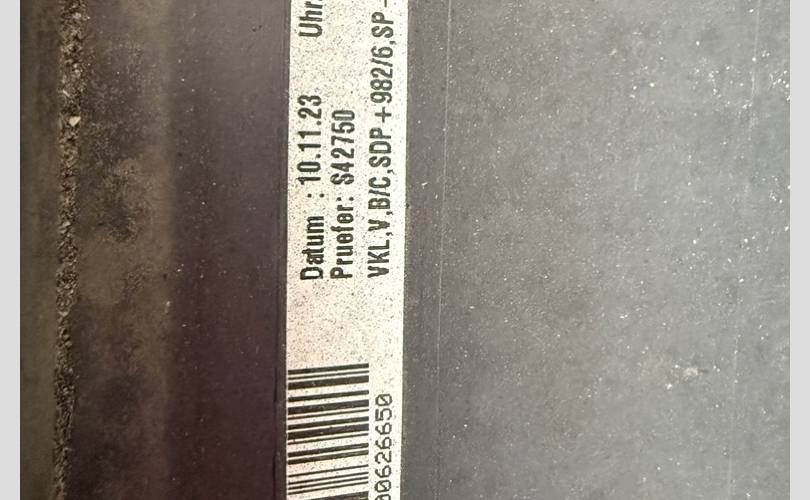 Datum : 10.11.23 Uhr.
Pruefer: S42750
VKL,V,B/C,SDP+982/6,SP-
00626650